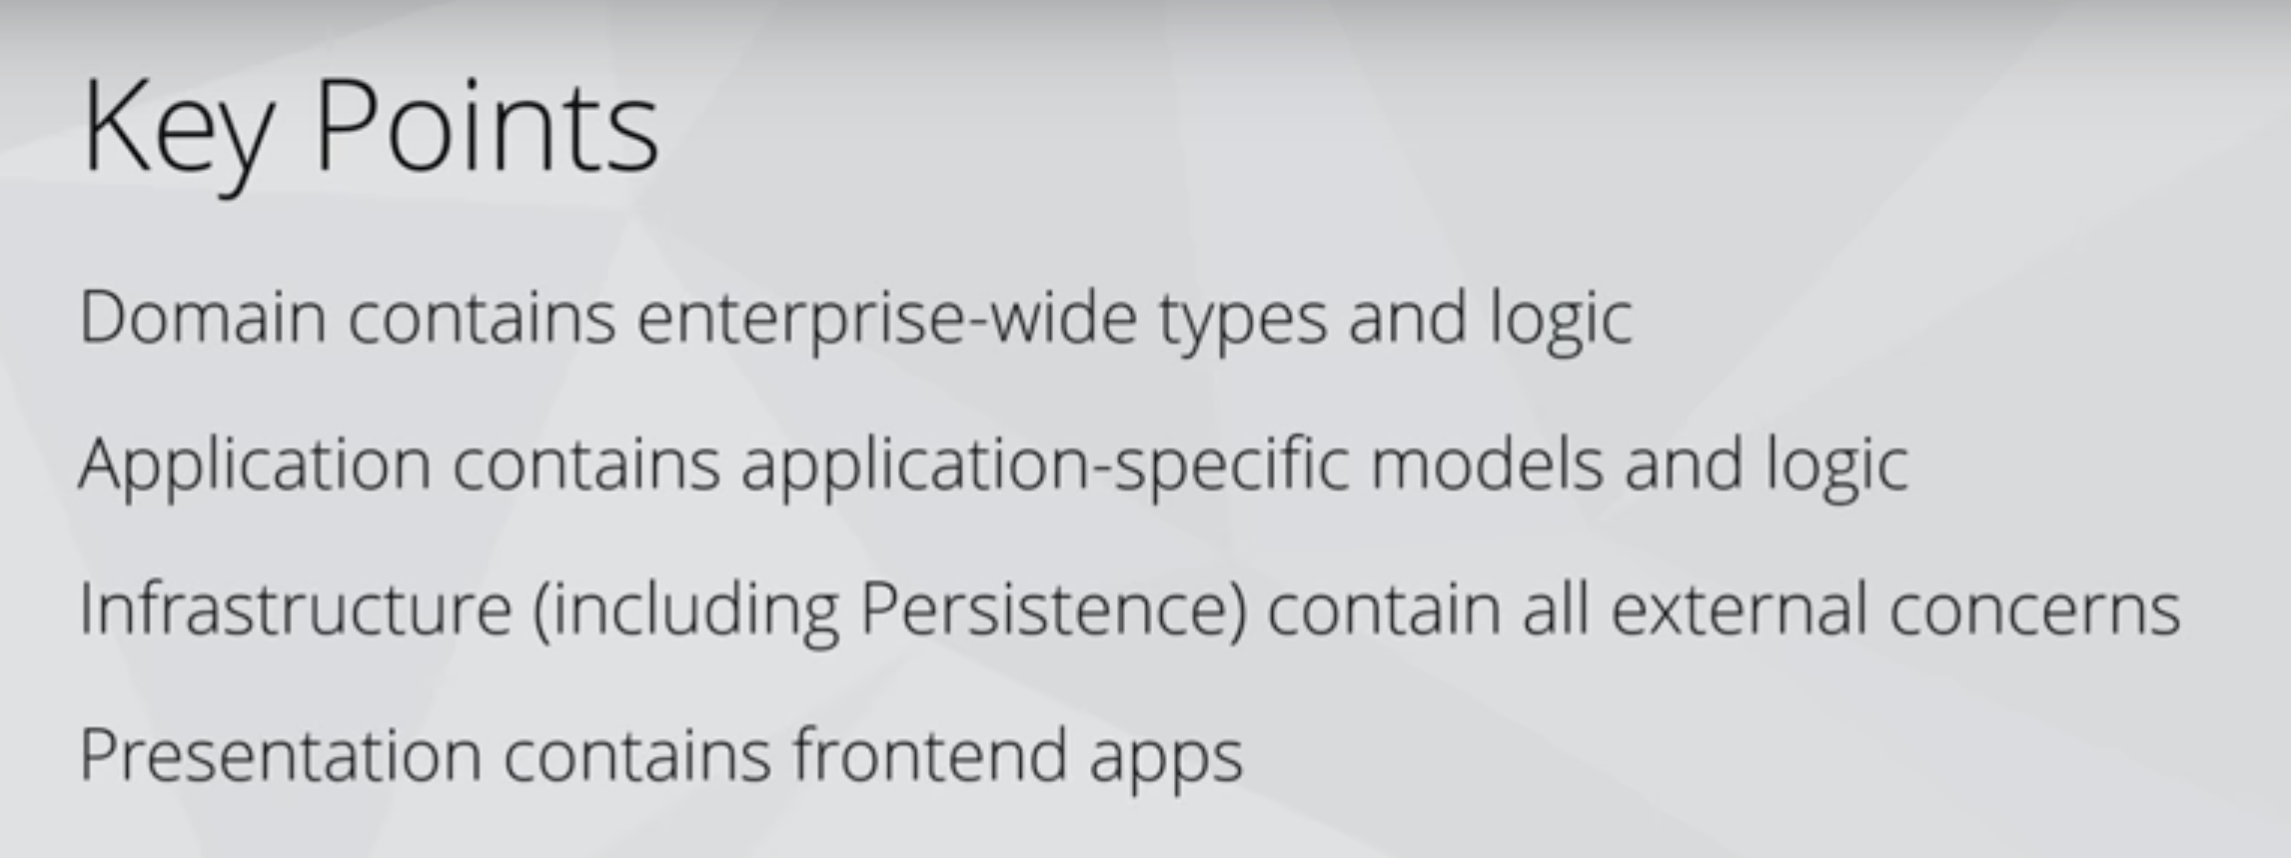 Key Points
Domain contains enterprise-wide types and logic
Application contains application-specific models and logic
Infrastructure (including Persistence) contain all external concerns
Presentation contains frontend apps